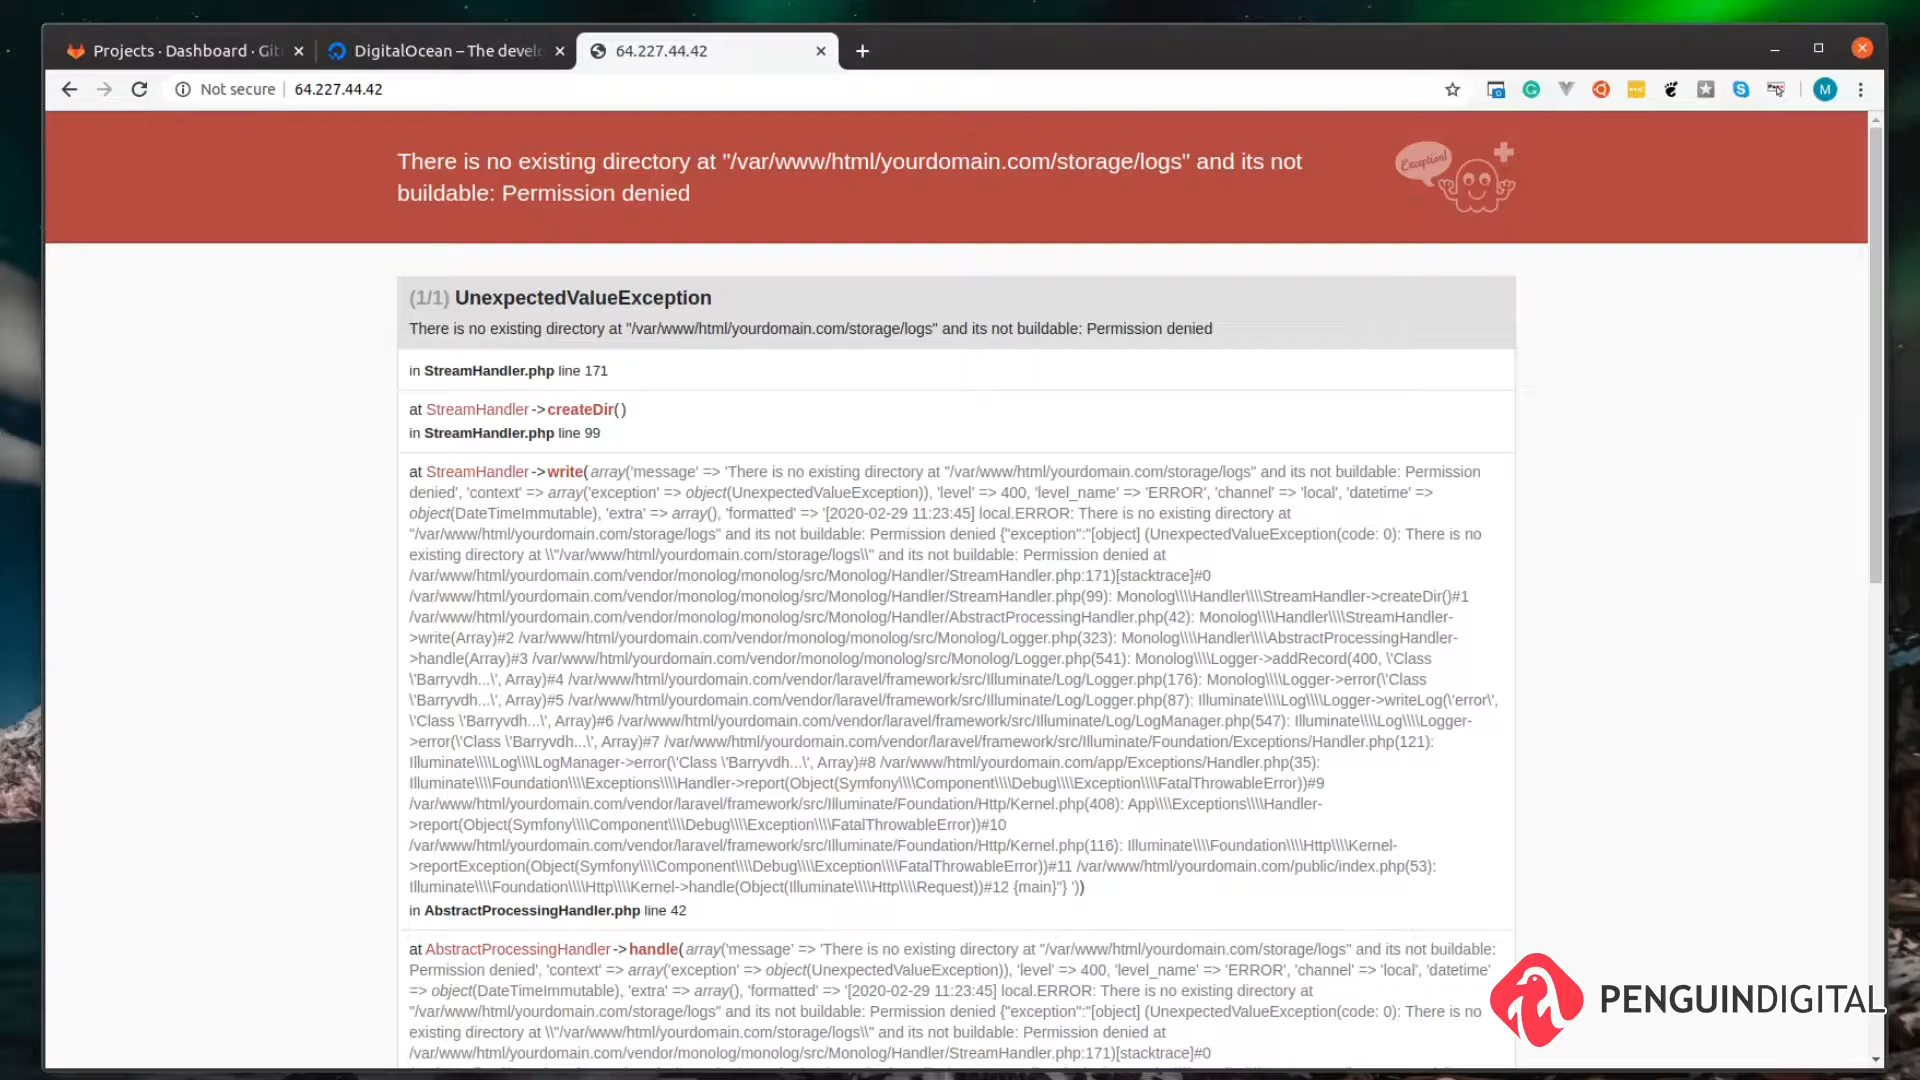 Projects · Dashboard · Git
DigitalOcean – The develo
64.227.44.42
Not secure
64.227.44.42
M
There is no existing directory at "/var/www/html/yourdomain.com/storage/logs" and its not
buildable: Permission denied
Exception!
(1/1) UnexpectedValueException
There is no existing directory at "/var/www/html/yourdomain.com/storage/logs" and its not buildable: Permission denied
in StreamHandler.php line 171
at StreamHandler->createDir()
in StreamHandler.php line 99
at StreamHandler->write(array('message' => 'There is no existing directory at "/var/www/html/yourdomain.com/storage/logs" and its not buildable: Permission
denied', 'context' => array('exception' => object(UnexpectedValueException)), 'level' => 400, 'level_name' => 'ERROR', 'channel' => 'local', 'datetime' =>
object(DateTimeImmutable), 'extra' => array(), 'formatted' => '[2020-02-29 11:23:45] local.ERROR: There is no existing directory at
"/var/www/html/yourdomain.com/storage/logs" and its not buildable: Permission denied {"exception":"[object] (UnexpectedValueException(code: 0): There is no
existing directory at \\"/var/www/html/yourdomain.com/storage/logs\\" and its not buildable: Permission denied at
/var/www/html/yourdomain.com/vendor/monolog/monolog/src/Monolog/Handler/StreamHandler.php:171)[stacktrace]#0
/var/www/html/yourdomain.com/vendor/monolog/monolog/src/Monolog/Handler/StreamHandler.php(99): Monolog\\\\Handler\\\\StreamHandler->createDir()#1
/var/www/html/yourdomain.com/vendor/monolog/monolog/src/Monolog/Handler/AbstractProcessingHandler.php(42): Monolog\\\\Handler\\\\StreamHandler-
>write(Array)#2 /var/www/html/yourdomain.com/vendor/monolog/monolog/src/Monolog/Logger.php(323): Monolog\\\\Handler\\\\AbstractProcessingHandler-
>handle(Array)#3 /var/www/html/yourdomain.com/vendor/monolog/monolog/src/Monolog/Logger.php(541): Monolog\\\\Logger->addRecord(400, \'Class
\'Barryvdh...\', Array)#4 /var/www/html/yourdomain.com/vendor/laravel/framework/src/Illuminate/Log/Logger.php(176): Monolog\\\\Logger->error(\'Class
\'Barryvdh...\', Array)#5 /var/www/html/yourdomain.com/vendor/laravel/framework/src/Illuminate/Log/Logger.php(87): Illuminate\\\\Log\\\\Logger->writeLog(\'error\',
\'Class \'Barryvdh...\', Array)#6 /var/www/html/yourdomain.com/vendor/laravel/framework/src/Illuminate/Log/LogManager.php(547): Illuminate\\\\Log\\\\Logger-
>error(\'Class \'Barryvdh...\', Array)#7 /var/www/html/yourdomain.com/vendor/laravel/framework/src/Illuminate/Foundation/Exceptions/Handler.php(121):
Illuminate\\\\Log\\\\LogManager->error(\'Class \'Barryvdh...\', Array)#8 /var/www/html/yourdomain.com/app/Exceptions/Handler.php(35):
Illuminate\\\\Foundation\\\\Exceptions\\\\Handler->report(Object(Symfony\\\\Component\\\\Debug\\\\Exception\\\\FatalThrowableError))#9
/var/www/html/yourdomain.com/vendor/laravel/framework/src/Illuminate/Foundation/Http/Kernel.php(408): App\\\\Exceptions\\\\Handler-
>report(Object(Symfony\\\\Component\\\\Debug\\\\Exception\\\\FatalThrowableError))#10
/var/www/html/yourdomain.com/vendor/laravel/framework/src/Illuminate/Foundation/Http/Kernel.php(116): Illuminate\\\\Foundation\\\\Http\\\\Kernel-
>reportException(Object(Symfony\\\\Component\\\\Debug\\\\Exception\\\\FatalThrowableError))#11 /var/www/html/yourdomain.com/public/index.php(53):
Illuminate\\\\Foundation\\\\Http\\\\Kernel->handle(Object(Illuminate\\\\Http\\\\Request))#12 {main}"} '))
in AbstractProcessingHandler.php line 42
at AbstractProcessingHandler->handle(array('message' => 'There is no existing directory at "/var/www/html/yourdomain.com/storage/logs" and its not buildable:
Permission denied', 'context' => array('exception' => object(UnexpectedValueException)), 'level' => 400, 'level_name' => 'ERROR', 'channel' => 'local', 'datetime'
=> object(DateTimeImmutable), 'extra' => array(), 'formatted' => '[2020-02-29 11:23:45] local.ERROR: There is no existing directory at
"/var/www/html/yourdomain.com/storage/logs" and its not buildable: Permission denied {"exception":"[object] (UnexpectedValueException(code: 0): There is no
existing directory at \\"/var/www/html/yourdomain.com/storage/logs\\" and its not buildable: Permission denied at
/var/www/html/yourdomain.com/vendor/monolog/monolog/src/Monolog/Handler/StreamHandler.php:171)[stacktrace]#0
PENGUINDIGITAL